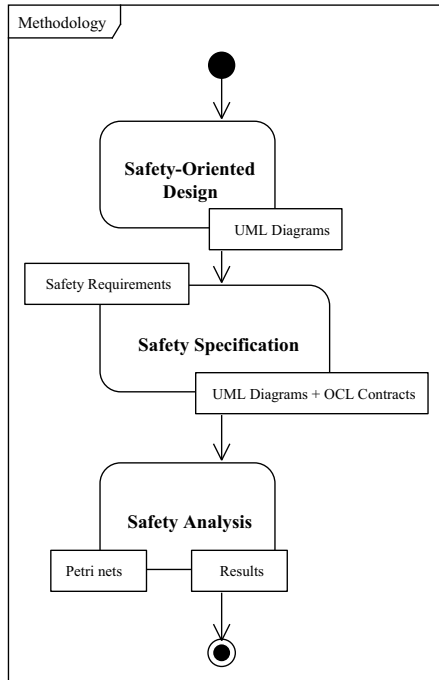 Methodology
Safety-Oriented
Design
UML Diagrams
Safety Requirements
Safety Specification
UML Diagrams + OCL Contracts
Safety Analysis
Petri nets
Results